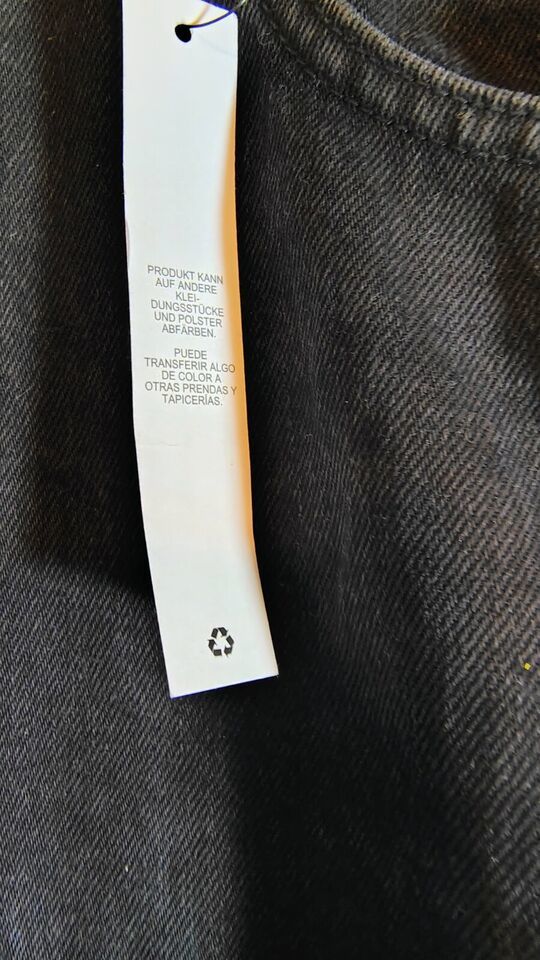 PRODUKT KANN
AUF ANDERE
KLEI-
DUNGSSTÜCKE
UND POLSTER
ABFÄRBEN.
PUEDE
TRANSFERIR ALGO
DE COLOR A
OTRAS PRENDAS Y
TAPICERÍAS.